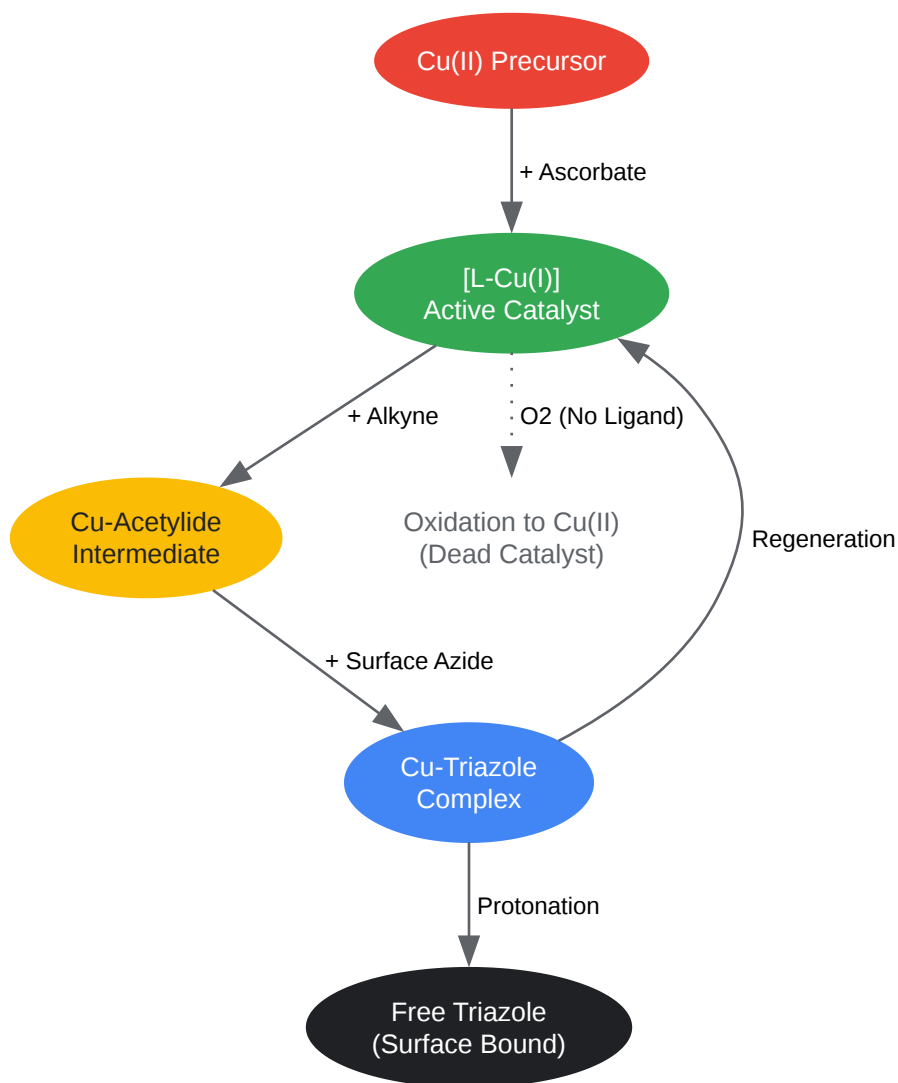 Cu(II) Precursor
+ Ascorbate
[L-Cu(I)]
Active Catalyst
+ Alkyne
O2 (No Ligand)
Cu-Acetylide
Intermediate
Oxidation to Cu(II)
(Dead Catalyst)
Regeneration
+ Surface Azide
Cu-Triazole
Complex
Protonation
Free Triazole
(Surface Bound)